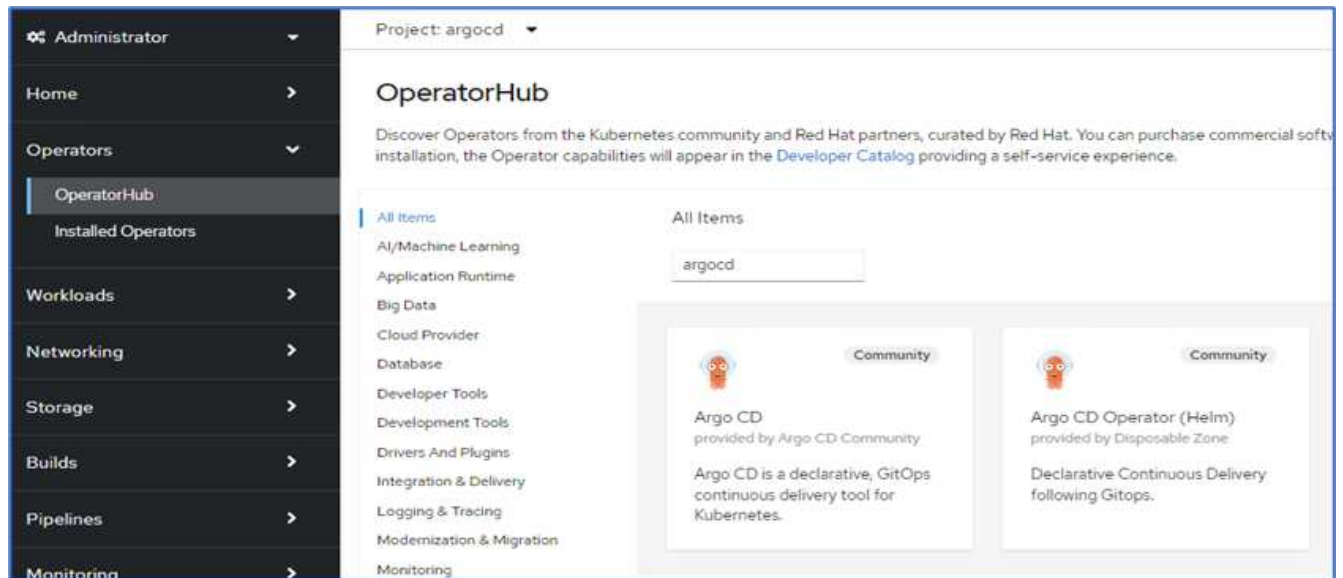 Administrator
Home
Operators
OperatorHub
Installed Operators
Workloads
Networking
Storage
Builds
Pipelines
Monitoring
Project: argocd
OperatorHub
Discover Operators from the Kubernetes community and Red Hat partners, curated by Red Hat. You can purchase commercial softw
installation, the Operator capabilities will appear in the Developer Catalog providing a self-service experience.
All Items
AI/Machine Learning
Application Runtime
Big Data
Cloud Provider
Database
Developer Tools
Development Tools
Drivers And Plugins
Integration & Delivery
Logging & Tracing
Modernization & Migration
Monitoring
All Items
argocd
Community
Argo CD
provided by Argo CD Community
Argo CD is a declarative, GitOps
continuous delivery tool for
Kubernetes.
Community
Argo CD Operator (Helm)
provided by Disposable Zone
Declarative Continuous Delivery
following Gitops.